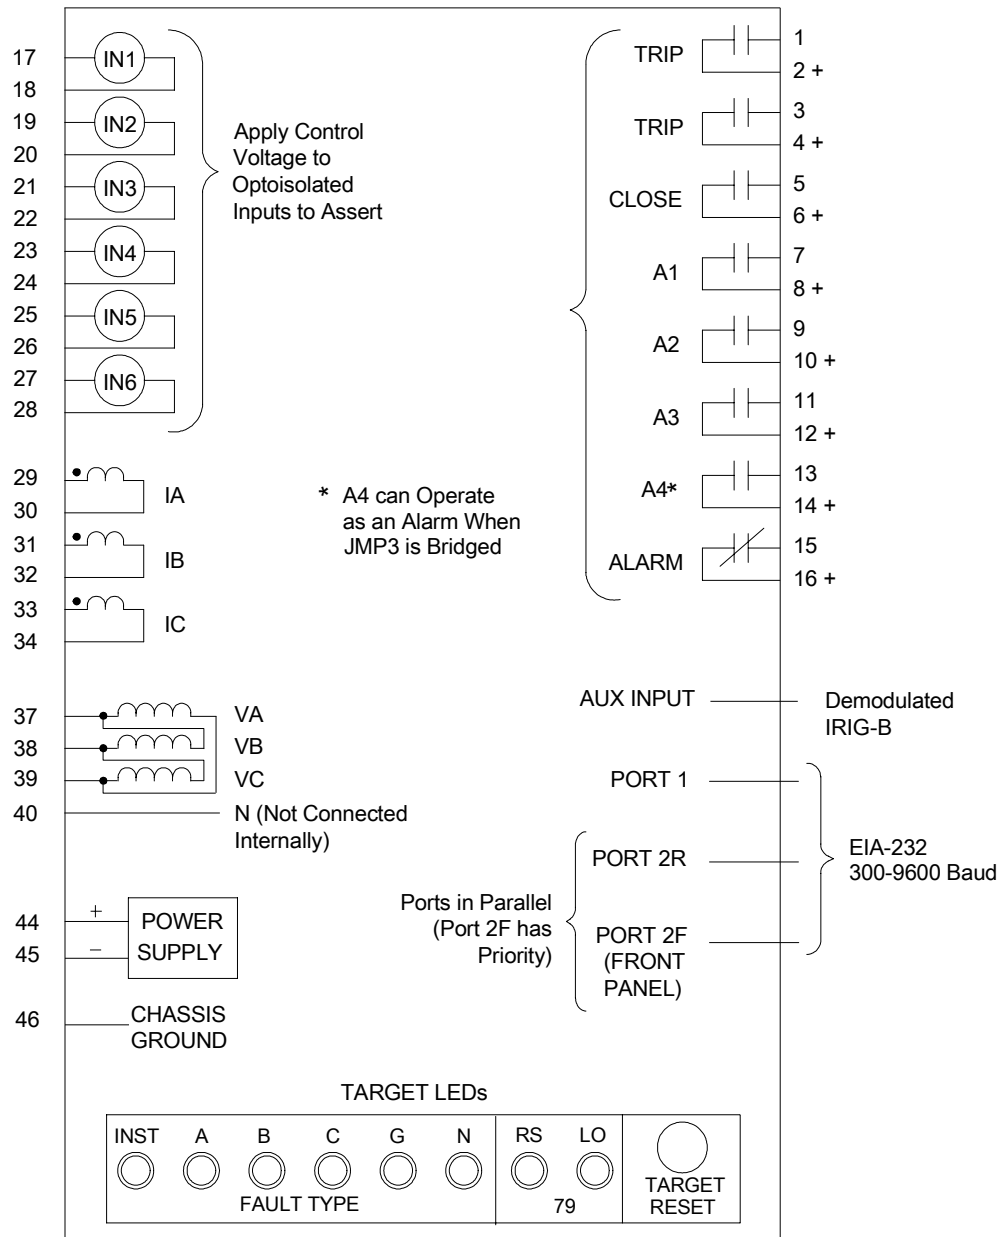 17
IN1
18
19
IN2
20
21
IN3
22
23
IN4
24
25
IN5
26
27
IN6
28
Apply Control
Voltage to
Optoisolated
Inputs to Assert
TRIP
1
2 +
TRIP
3
4 +
CLOSE
5
6 +
A1
7
8 +
A2
9
10 +
A3
11
12 +
A4*
13
14 +
ALARM
15
16 +
29
30
IA
31
32
IB
33
34
IC
* A4 can Operate
as an Alarm When
JMP3 is Bridged
37
VA
38
VB
39
VC
40
N (Not Connected
Internally)
AUX INPUT
Demodulated
IRIG-B
PORT 1
PORT 2R
PORT 2F
(FRONT
PANEL)
EIA-232
300-9600 Baud
Ports in Parallel
(Port 2F has
Priority)
44
+
45
−
POWER
SUPPLY
46
CHASSIS
GROUND
TARGET LEDs
INST A B C G N RS LO
FAULT TYPE
79
TARGET
RESET